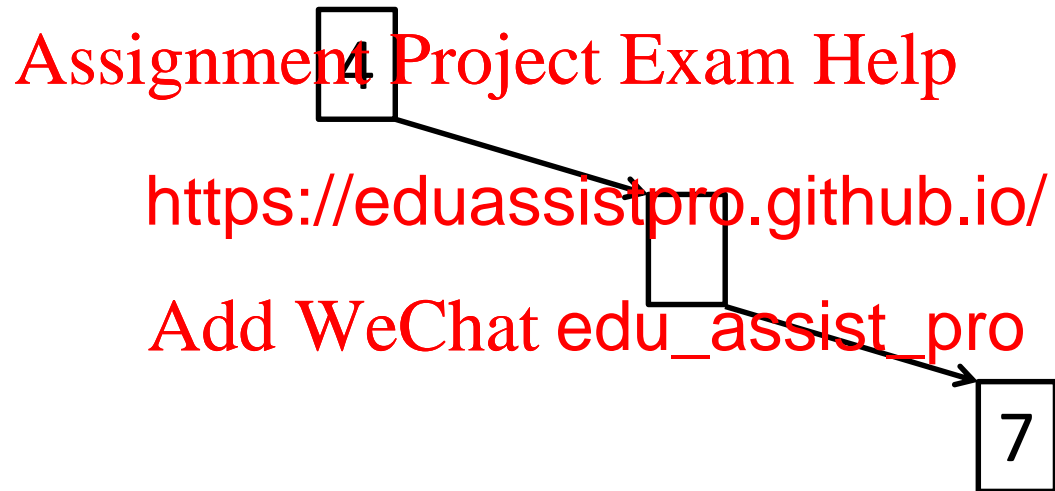 4
Assignment Project Exam Help
https://eduassistpro.github.io/
Add WeChat edu_assist_pro
7